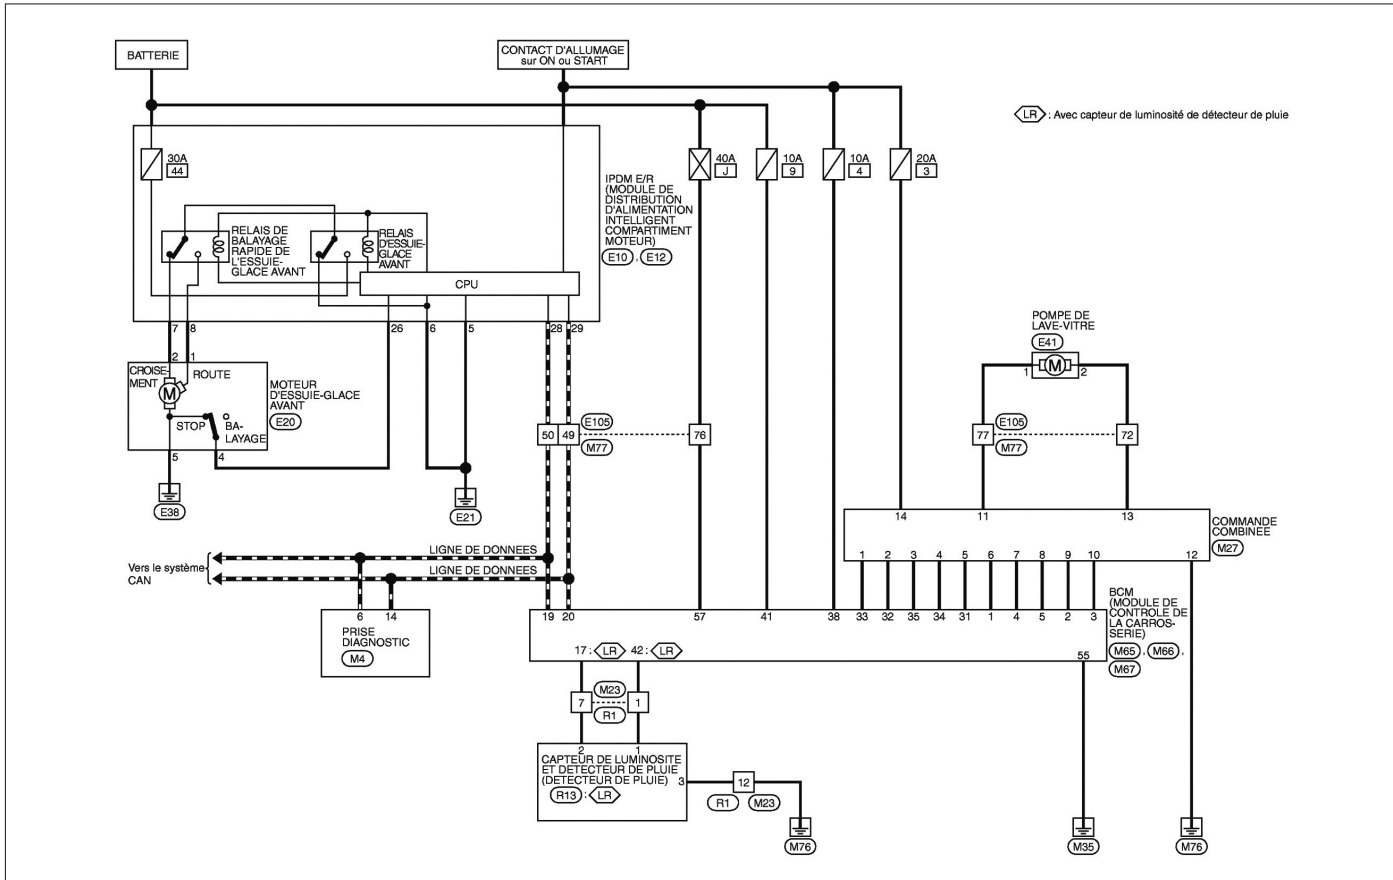 BATTERIE
CONTACT D'ALLUMAGE
sur ON ou START
LR : Avec capteur de luminosité de détecteur de pluie
30A
44
40A
J
10A
9
10A
4
20A
3
IPDM E/R
(MODULE DE
DISTRIBUTION
D'ALIMENTATION
INTELLIGENT
COMPARTIMENT
MOTEUR)
E10 , E12
RELAIS DE
BALAYAGE
RAPIDE DE
L'ESSUIE-
GLACE AVANT
RELAIS
D'ESSUIE-
GLACE
AVANT
CPU
7 8 26 6 5 28 29
2 1
CROISE-
MENT
ROUTE
M
STOP
BA-
LAYAGE
MOTEUR
D'ESSUIE-GLACE
AVANT
E20
5 4
E38
E21
POMPE DE
LAVE-VITRE
E41
1 M 2
50 49
E105
M77
76
77
E105
M77
72
14 11 13
COMMANDE
COMBINEE
M27
1 2 3 4 5 6 7 8 9 10 12
LIGNE DE DONNEES
LIGNE DE DONNEES
Vers le système
CAN
6 14
PRISE
DIAGNOSTIC
M4
19 20 57 41 38 33 32 35 34 31 1 4 5 2 3
BCM
(MODULE DE
CONTROLE DE
LA CARROS-
SERIE)
M65 , M66 ,
M67
17 : LR 42 : LR
55
7
M23
R1
1
2 1
CAPTEUR DE LUMINOSITE
ET DETECTEUR DE PLUIE
(DETECTEUR DE PLUIE)
R13 : LR
3
12
R1 M23
M76
M35
M76